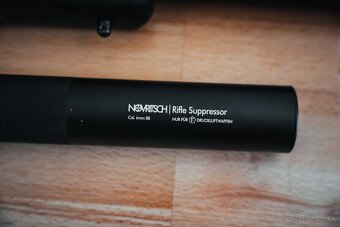 NOVRITSCH | Rifle Suppressor
Cal. 6mm BB
NUR FÜR F DRUCKLUFTWAFFEN